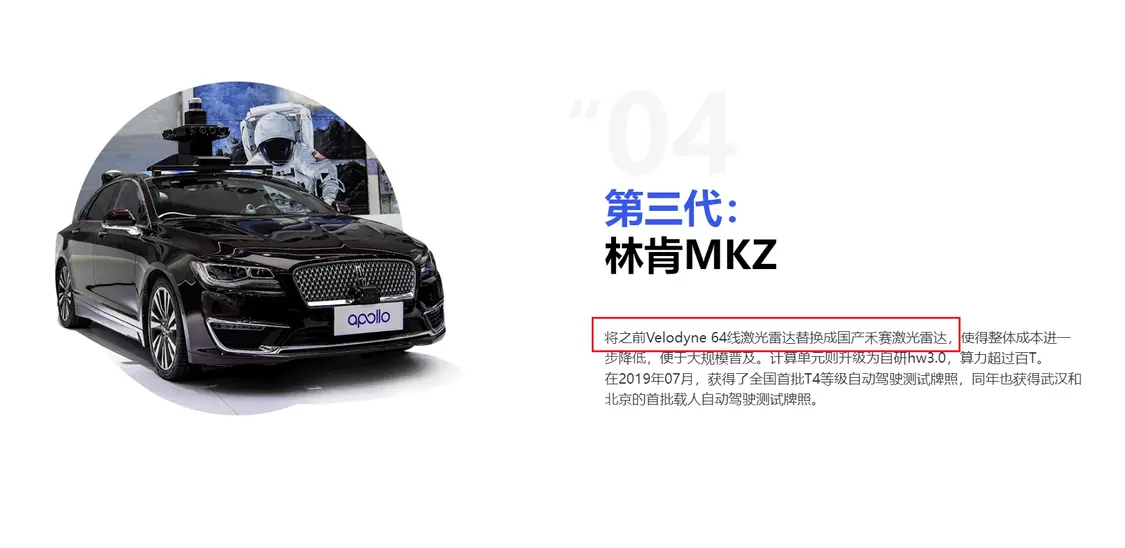 “04
第三代：
林肯MKZ
将之前Velodyne 64线激光雷达替换成国产禾赛激光雷达，使得整体成本进一
步降低，便于大规模普及。计算单元则升级为自研hw3.0，算力超过百T。
在2019年07月，获得了全国首批T4等级自动驾驶测试牌照，同年也获得武汉和
北京的首批载人自动驾驶测试牌照。
apollo